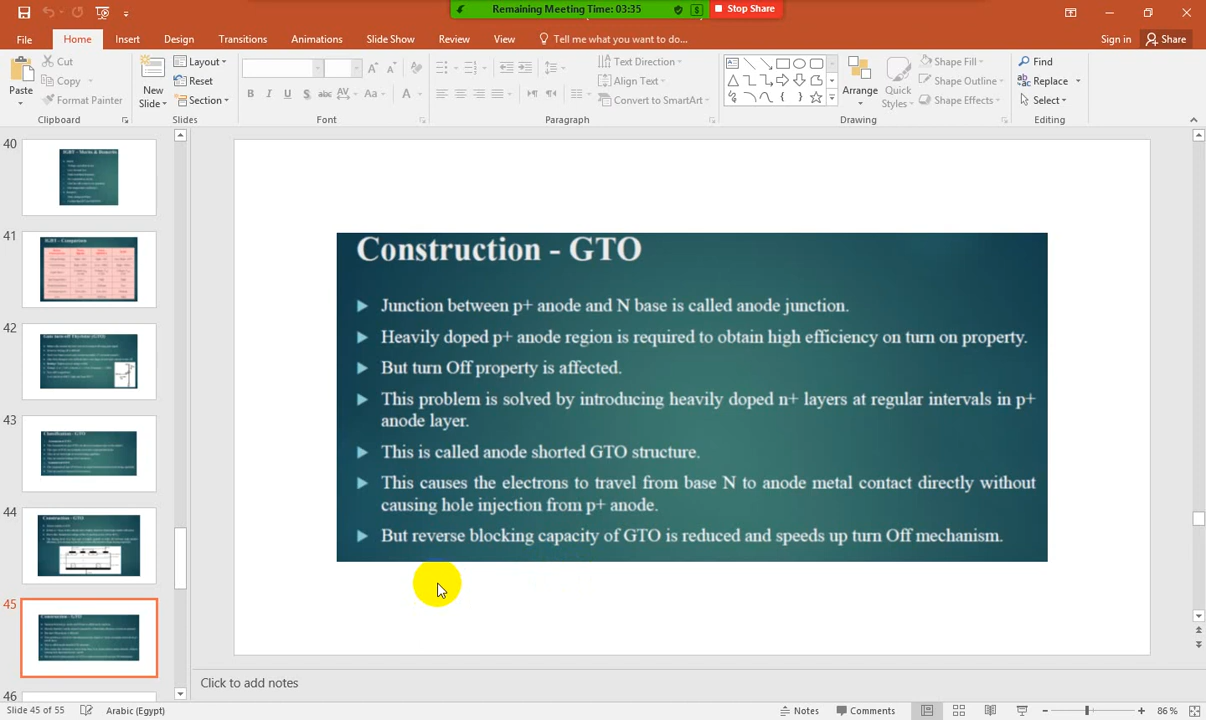 Remaining Meeting Time: 03:35
Stop Share
File Home Insert Design Transitions Animations Slide Show Review View Tell me what you want to do... Sign in Share
Paste
Cut
Copy
Format Painter
Clipboard
New Slide
Layout
Reset
Section
Slides
B I U S abc AV Aa A
Font
Text Direction
Align Text
Convert to SmartArt
Paragraph
Arrange
Quick Styles
Shape Fill
Shape Outline
Shape Effects
Drawing
Find
Replace
Select
Editing
40
41
42
43
44
45
46
Construction - GTO
Junction between p+ anode and N base is called anode junction.
Heavily doped p+ anode region is required to obtain high efficiency on turn on property.
But turn Off property is affected.
This problem is solved by introducing heavily doped n+ layers at regular intervals in p+
anode layer.
This is called anode shorted GTO structure.
This causes the electrons to travel from base N to anode metal contact directly without
causing hole injection from p+ anode.
But reverse blocking capacity of GTO is reduced and speeds up turn Off mechanism.
Click to add notes
Slide 45 of 55 Arabic (Egypt) Notes Comments 86 %